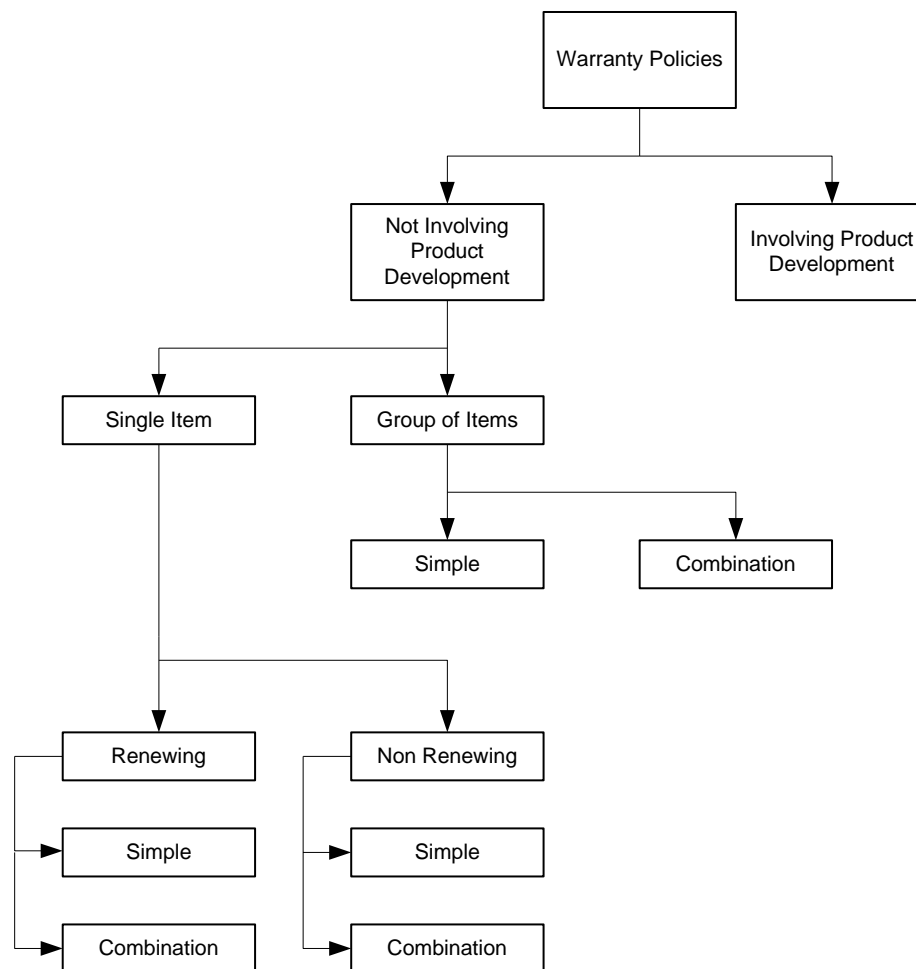 Warranty Policies
Not Involving
Product
Development
Involving Product
Development
Single Item
Group of Items
Simple
Combination
Renewing
Non Renewing
Simple
Simple
Combination
Combination